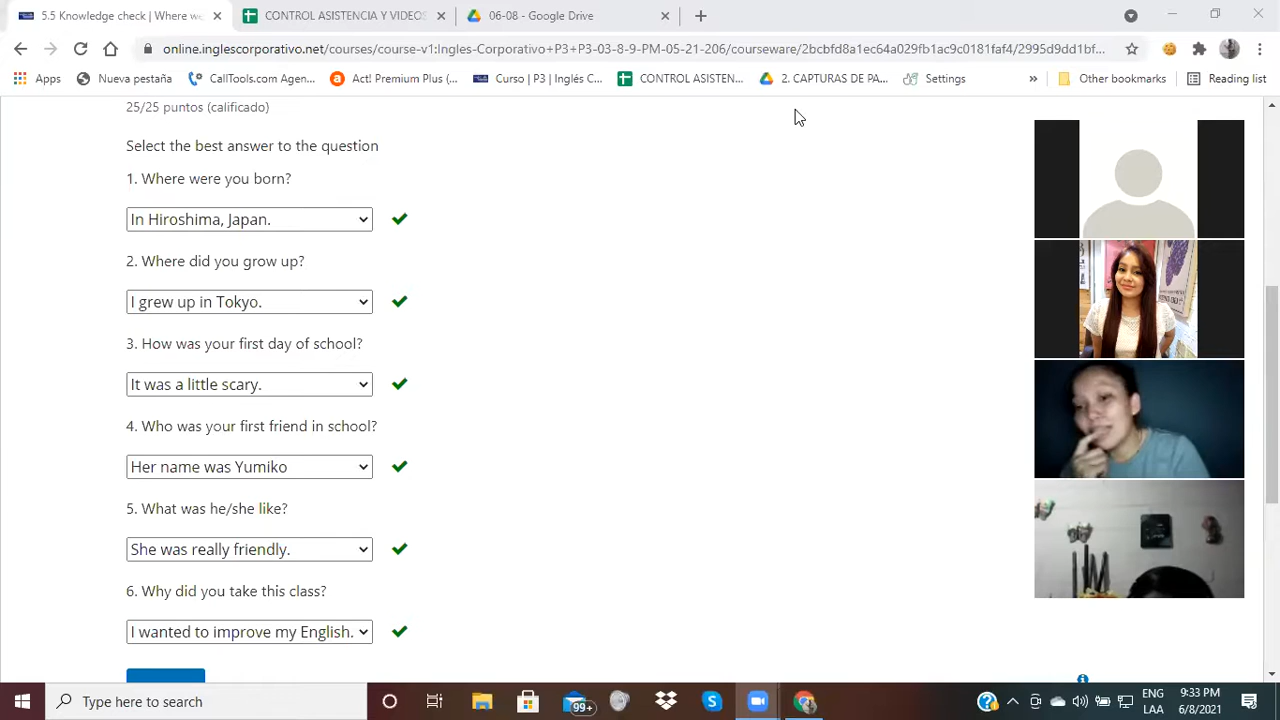 5.5 Knowledge check | Where we
CONTROL ASISTENCIA Y VIDEOS
06-08 - Google Drive
online.inglescorporativo.net/courses/course-v1:Ingles-Corporativo+P3+P3-03-8-9-PM-05-21-206/courseware/2bcbfd8a1ec64a029fb1ac9c0181faf4/2995d9dd1bf...
Apps
Nueva pestaña
CallTools.com Agen...
Act! Premium Plus (...
Curso | P3 | Inglés C...
CONTROL ASISTEN...
2. CAPTURAS DE PA...
Settings
»
Other bookmarks
Reading list
25/25 puntos (calificado)
Select the best answer to the question
1. Where were you born?
In Hiroshima, Japan.
2. Where did you grow up?
I grew up in Tokyo.
3. How was your first day of school?
It was a little scary.
4. Who was your first friend in school?
Her name was Yumiko
5. What was he/she like?
She was really friendly.
6. Why did you take this class?
I wanted to improve my English.
Type here to search
99+
ENG
LAA
9:33 PM
6/8/2021